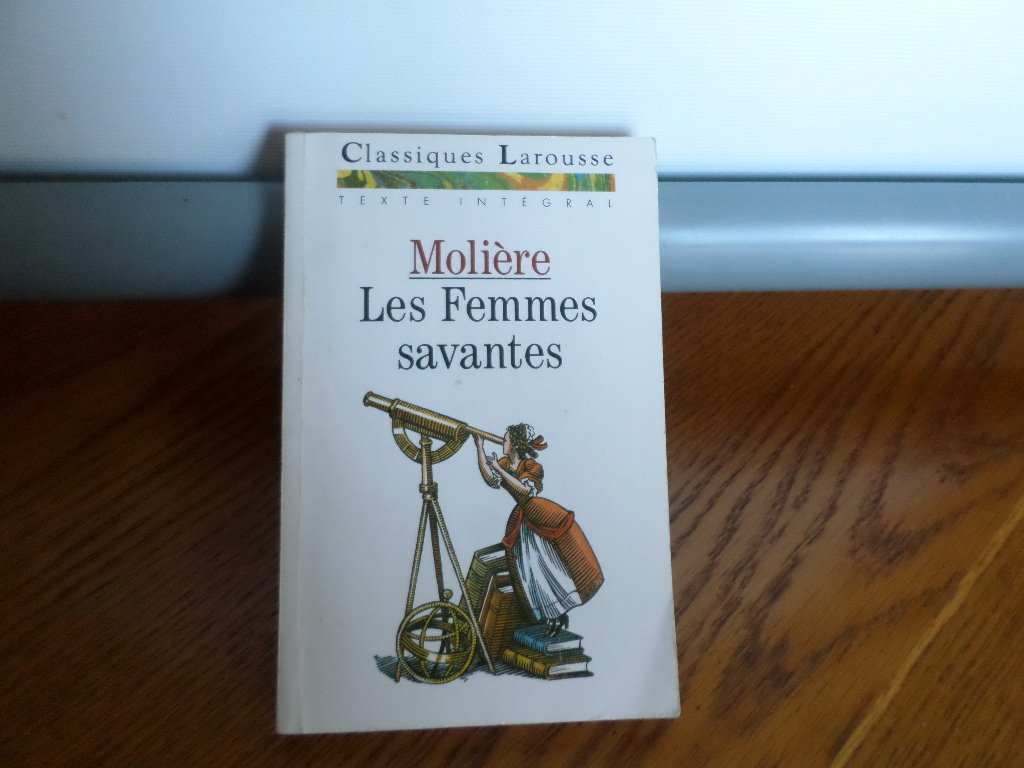 Classiques Larousse
TEXTE INTÉGRAL
Molière
Les Femmes
savantes